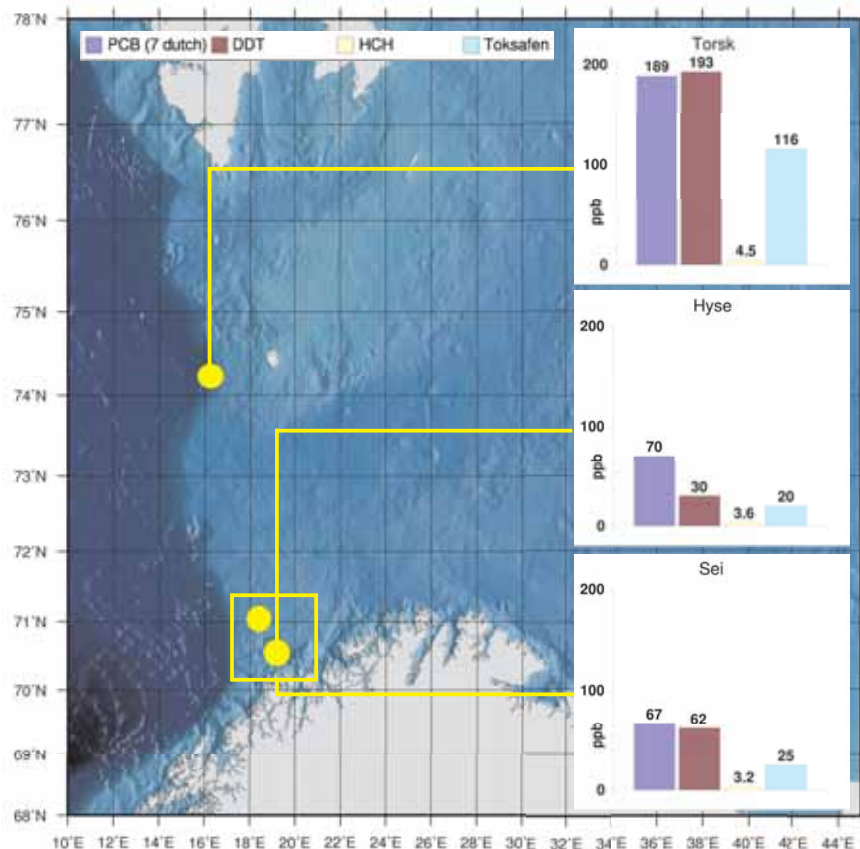 78°N
PCB (7 dutch) DDT HCH Toksafen
Torsk
200
189
193
116
100
ppb
4.5
0
77°N
76°N
75°N
Hyse
200
100
70
ppb
30
3.6
20
0
74°N
73°N
72°N
Sei
200
100
67
62
ppb
3.2
25
0
71°N
70°N
69°N
68°N
10°E 12°E 14°E 16°E 18°E 20°E 22°E 24°E 26°E 28°E 30°E 32°E 34°E 36°E 38°E 40°E 42°E 44°E